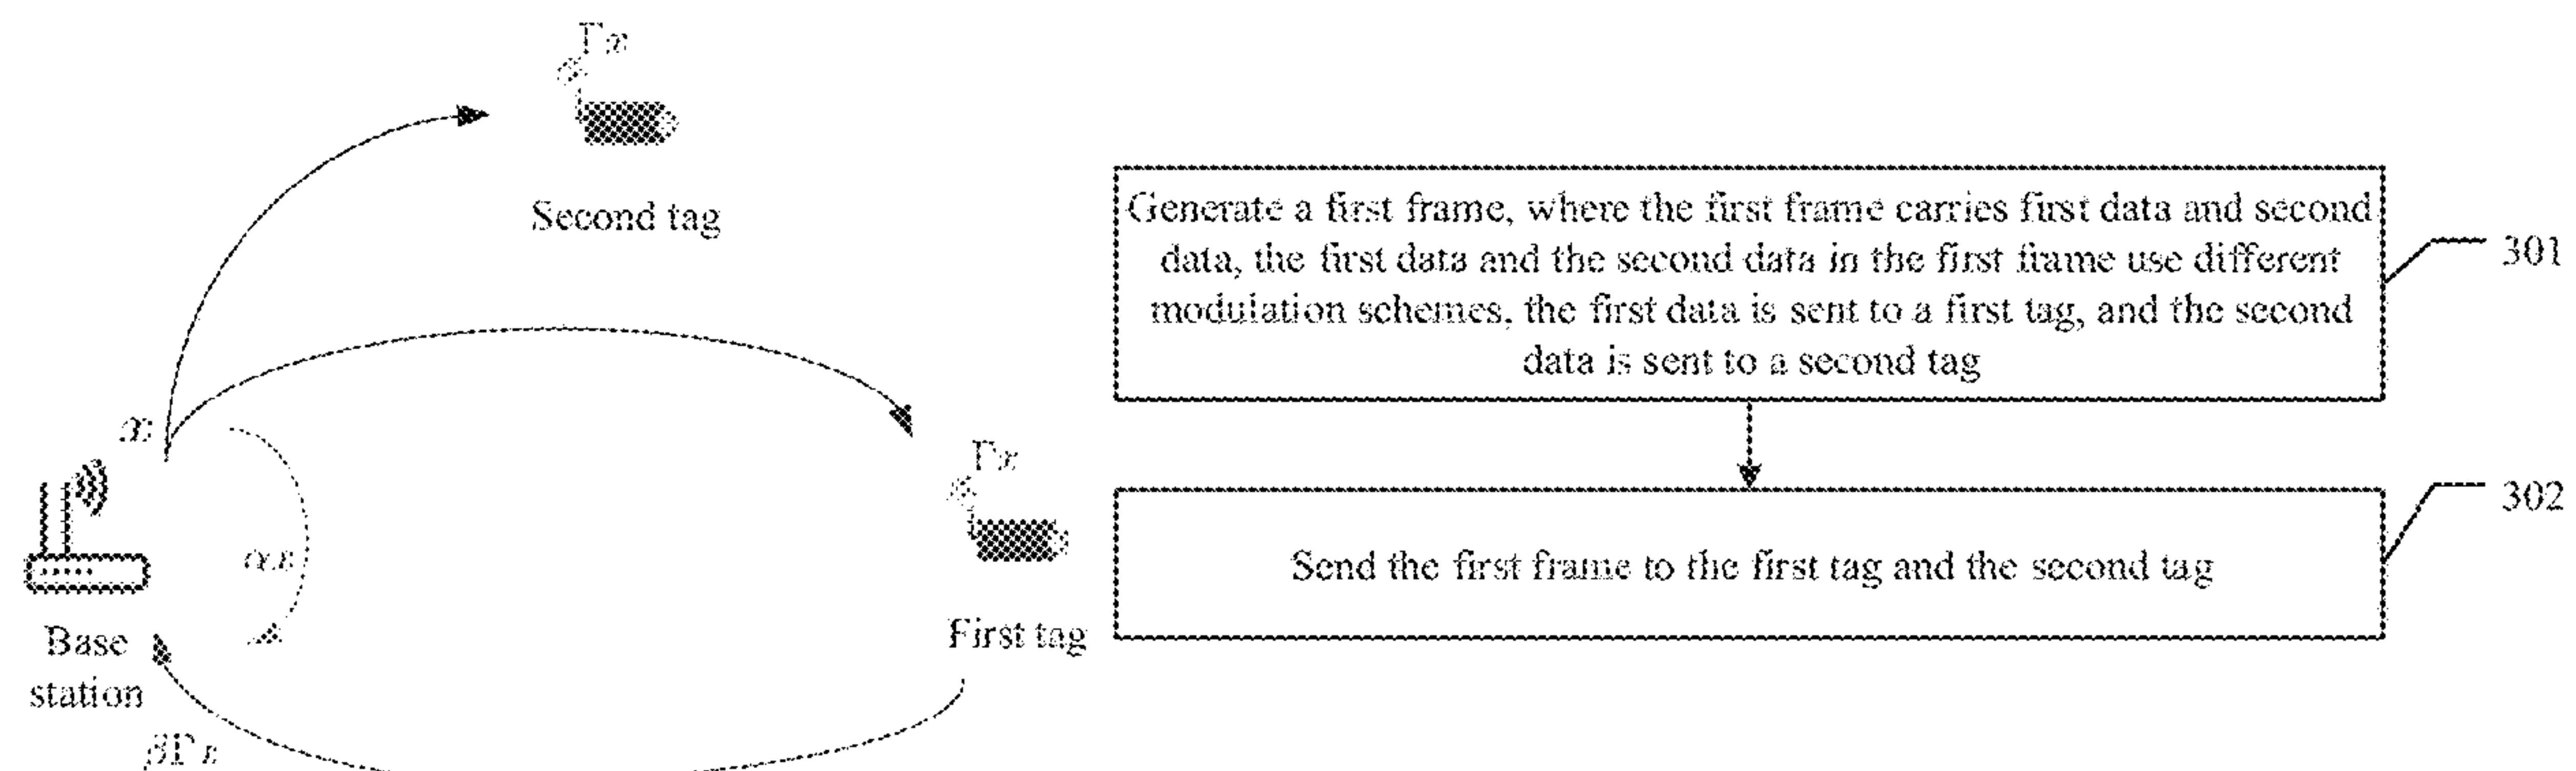 Γx
Second tag
x
αx
Base
station
βΓx
Γx
First tag
Generate a first frame, where the first frame carries first data and second
data, the first data and the second data in the first frame use different
modulation schemes, the first data is sent to a first tag, and the second
data is sent to a second tag
301
Send the first frame to the first tag and the second tag
302